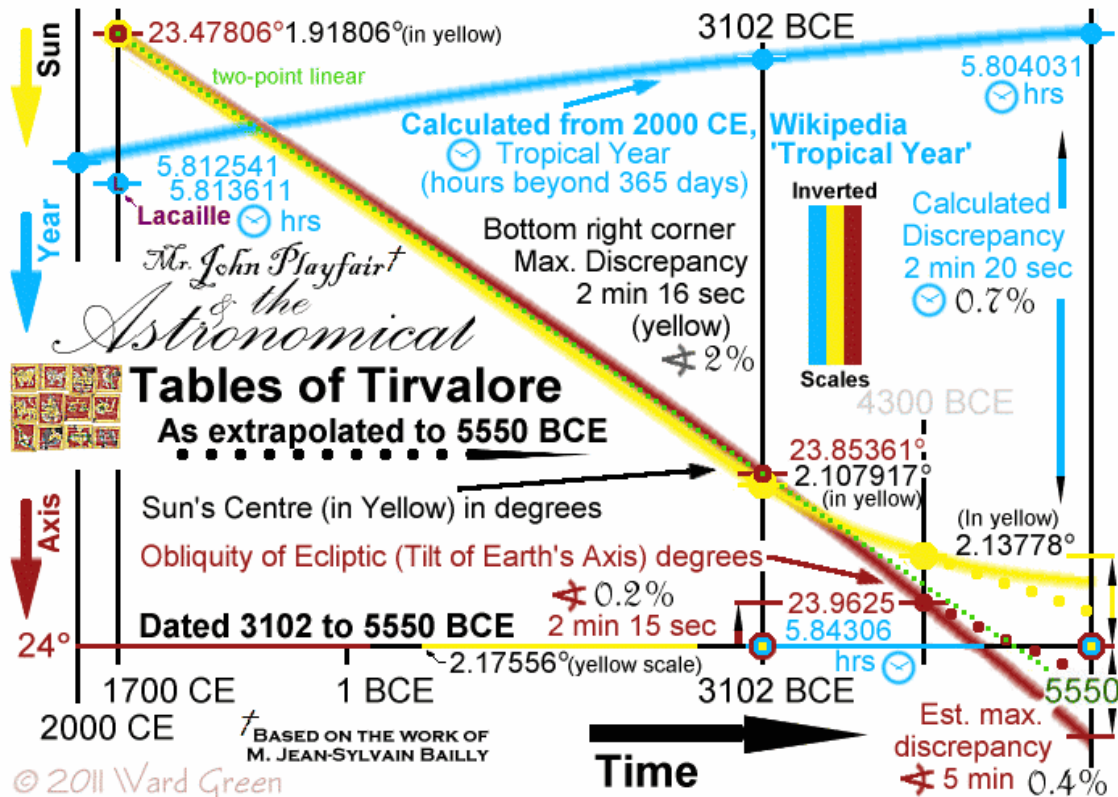 Sun
23.47806° 1.91806° (in yellow)
3102 BCE
two-point linear
5.804031
hrs
Calculated from 2000 CE, Wikipedia
Tropical Year 'Tropical Year'
(hours beyond 365 days)
5.812541
5.813611
L
Lacaille hrs
Year
Inverted
Scales
Calculated
Discrepancy
2 min 20 sec
0.7%
Bottom right corner
Max. Discrepancy
2 min 16 sec
(yellow)
2%
Mr. John Playfair†
& the
Astronomical
Tables of Tirvalore
As extrapolated to 5550 BCE
4300 BCE
23.85361°
2.107917°
(in yellow)
Sun's Centre (in Yellow) in degrees
(In yellow)
2.13778°
Axis
Obliquity of Ecliptic (Tilt of Earth's Axis) degrees
0.2%
2 min 15 sec
23.9625
Dated 3102 to 5550 BCE
5.84306
hrs
24°
2.17556° (yellow scale)
1700 CE
1 BCE
3102 BCE
5550
2000 CE
† Based on the work of
M. Jean-Sylvain Bailly
Time
Est. max.
discrepancy
5 min 0.4%
© 2011 Ward Green